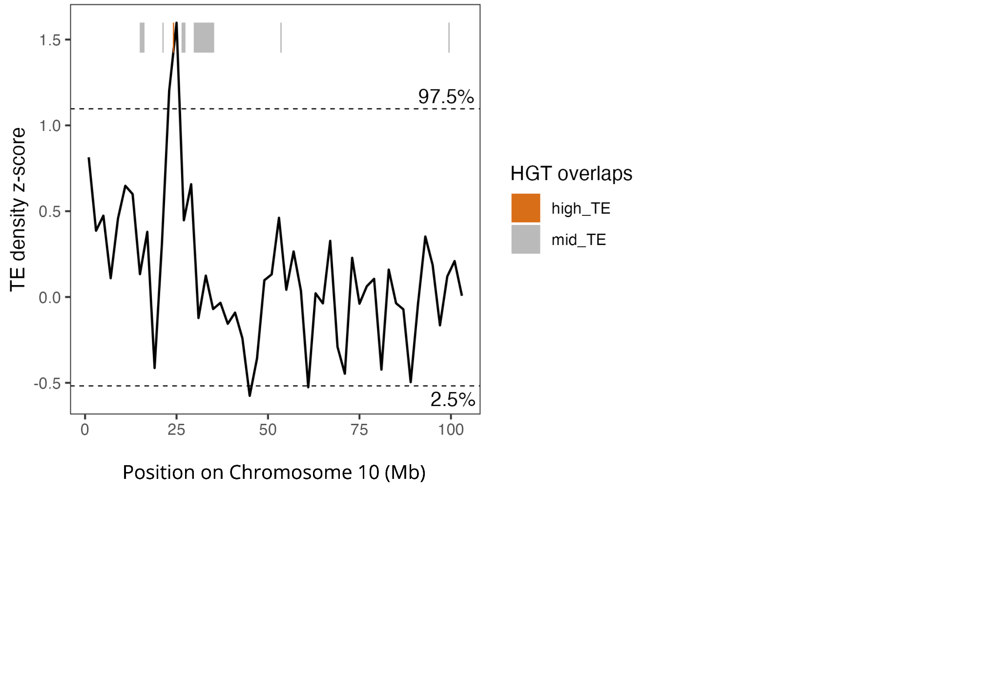 TE density z-score
1.5
1.0
0.5
0.0
-0.5
97.5%
2.5%
0 25 50 75 100
Position on Chromosome 10 (Mb)
HGT overlaps
high_TE
mid_TE